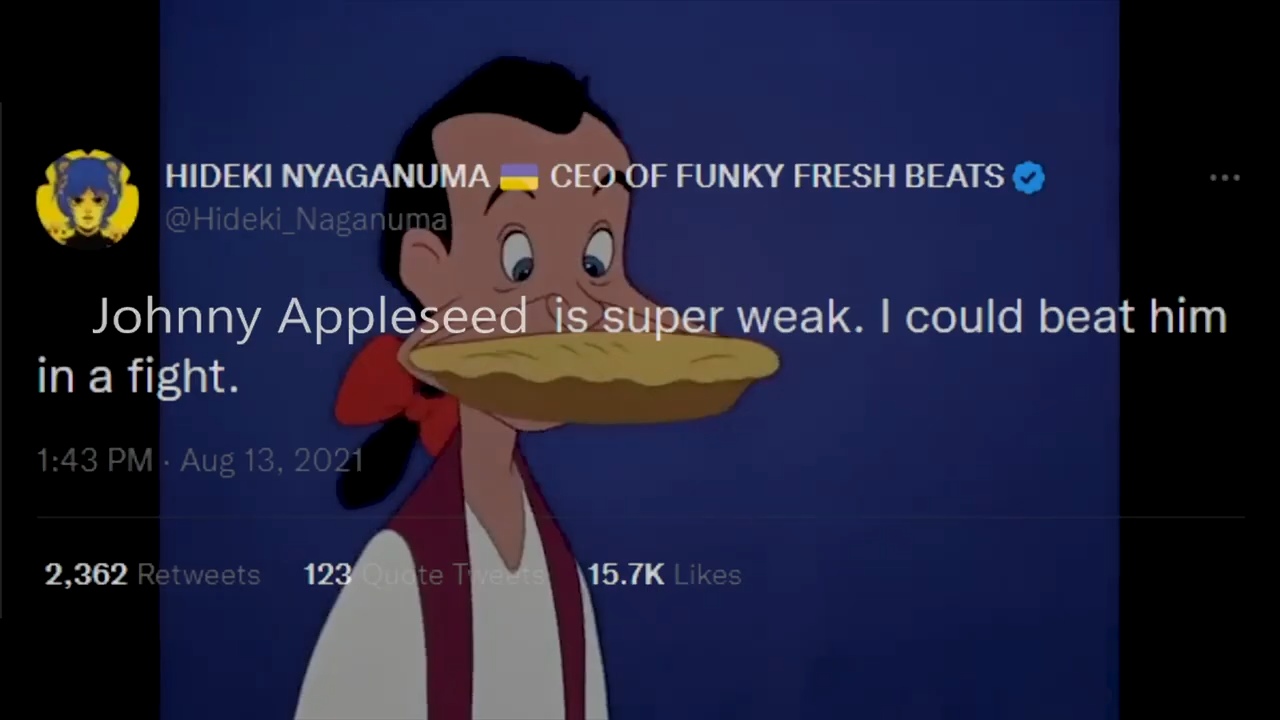 HIDEKI NYAGANUMA 🇺🇦 CEO OF FUNKY FRESH BEATS
@Hideki_Naganuma
Johnny Appleseed is super weak. I could beat him
in a fight.
1:43 PM · Aug 13, 2021
2,362 Retweets 123 Quote Tweets 15.7K Likes